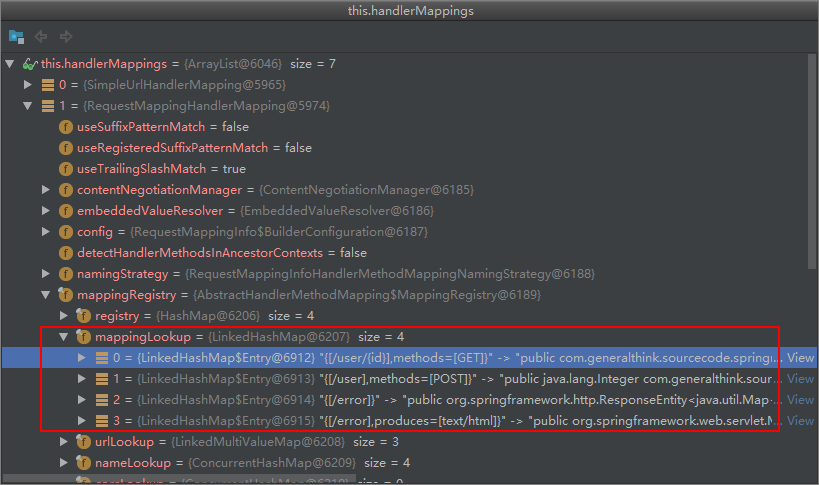 this.handlerMappings
this.handlerMappings = {ArrayList@6046} size = 7
0 = {SimpleUrlHandlerMapping@5965}
1 = {RequestMappingHandlerMapping@5974}
f useSuffixPatternMatch = false
f useRegisteredSuffixPatternMatch = false
f useTrailingSlashMatch = true
f contentNegotiationManager = {ContentNegotiationManager@6185}
f embeddedValueResolver = {EmbeddedValueResolver@6186}
f config = {RequestMappingInfo$BuilderConfiguration@6187}
f detectHandlerMethodsInAncestorContexts = false
f namingStrategy = {RequestMappingInfoHandlerMethodMappingNamingStrategy@6188}
f mappingRegistry = {AbstractHandlerMethodMapping$MappingRegistry@6189}
f registry = {HashMap@6206} size = 4
f mappingLookup = {LinkedHashMap@6207} size = 4
0 = {LinkedHashMap$Entry@6912} "{[/user/{id}],methods=[GET]}" -> "public com.generalthink.sourcecode.spring... View
1 = {LinkedHashMap$Entry@6913} "{[/user],methods=[POST]}" -> "public java.lang.Integer com.generalthink.sour... View
2 = {LinkedHashMap$Entry@6914} "{[/error]}" -> "public org.springframework.http.ResponseEntity<java.util.Map... View
3 = {LinkedHashMap$Entry@6915} "{[/error],produces=[text/html]}" -> "public org.springframework.web.servlet.M... View
f urlLookup = {LinkedMultiValueMap@6208} size = 3
f nameLookup = {ConcurrentHashMap@6209} size = 4